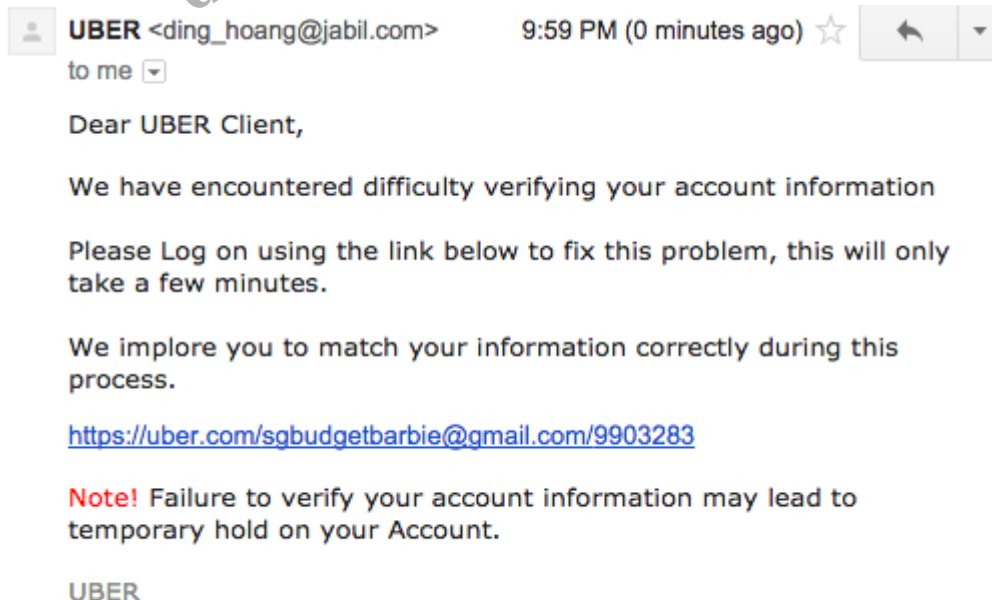 UBER <ding_hoang@jabil.com> 9:59 PM (0 minutes ago)
to me
Dear UBER Client,
We have encountered difficulty verifying your account information
Please Log on using the link below to fix this problem, this will only
take a few minutes.
We implore you to match your information correctly during this
process.
https://uber.com/sgbudgetbarbie@gmail.com/9903283
Note! Failure to verify your account information may lead to
temporary hold on your Account.
UBER